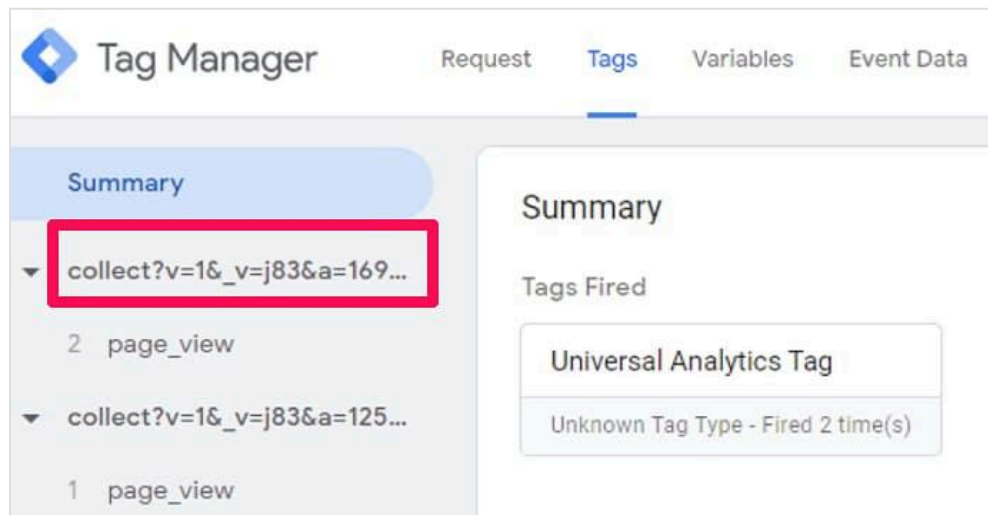 Tag Manager
Request Tags Variables Event Data
Summary
collect?v=1&_v=j83&a=169...
2 page_view
collect?v=1&_v=j83&a=125...
1 page_view
Summary
Tags Fired
Universal Analytics Tag
Unknown Tag Type - Fired 2 time(s)